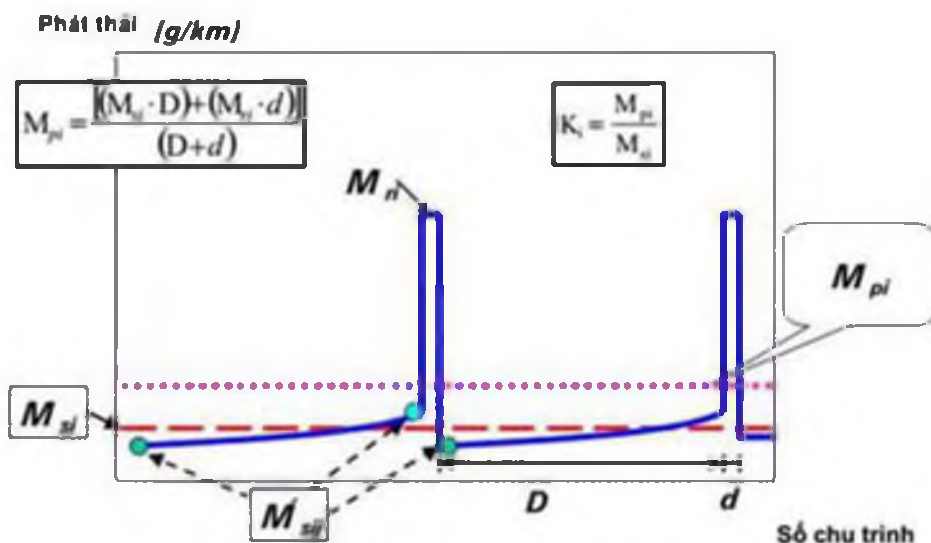 Phát thải (g/km)
M_pi = [(M_si · D)+(M_ri · d)] / (D+d)
K_i = M_pi / M_si
M_ri
M_pi
M_si
M'_sij
D
d
Số chu trình